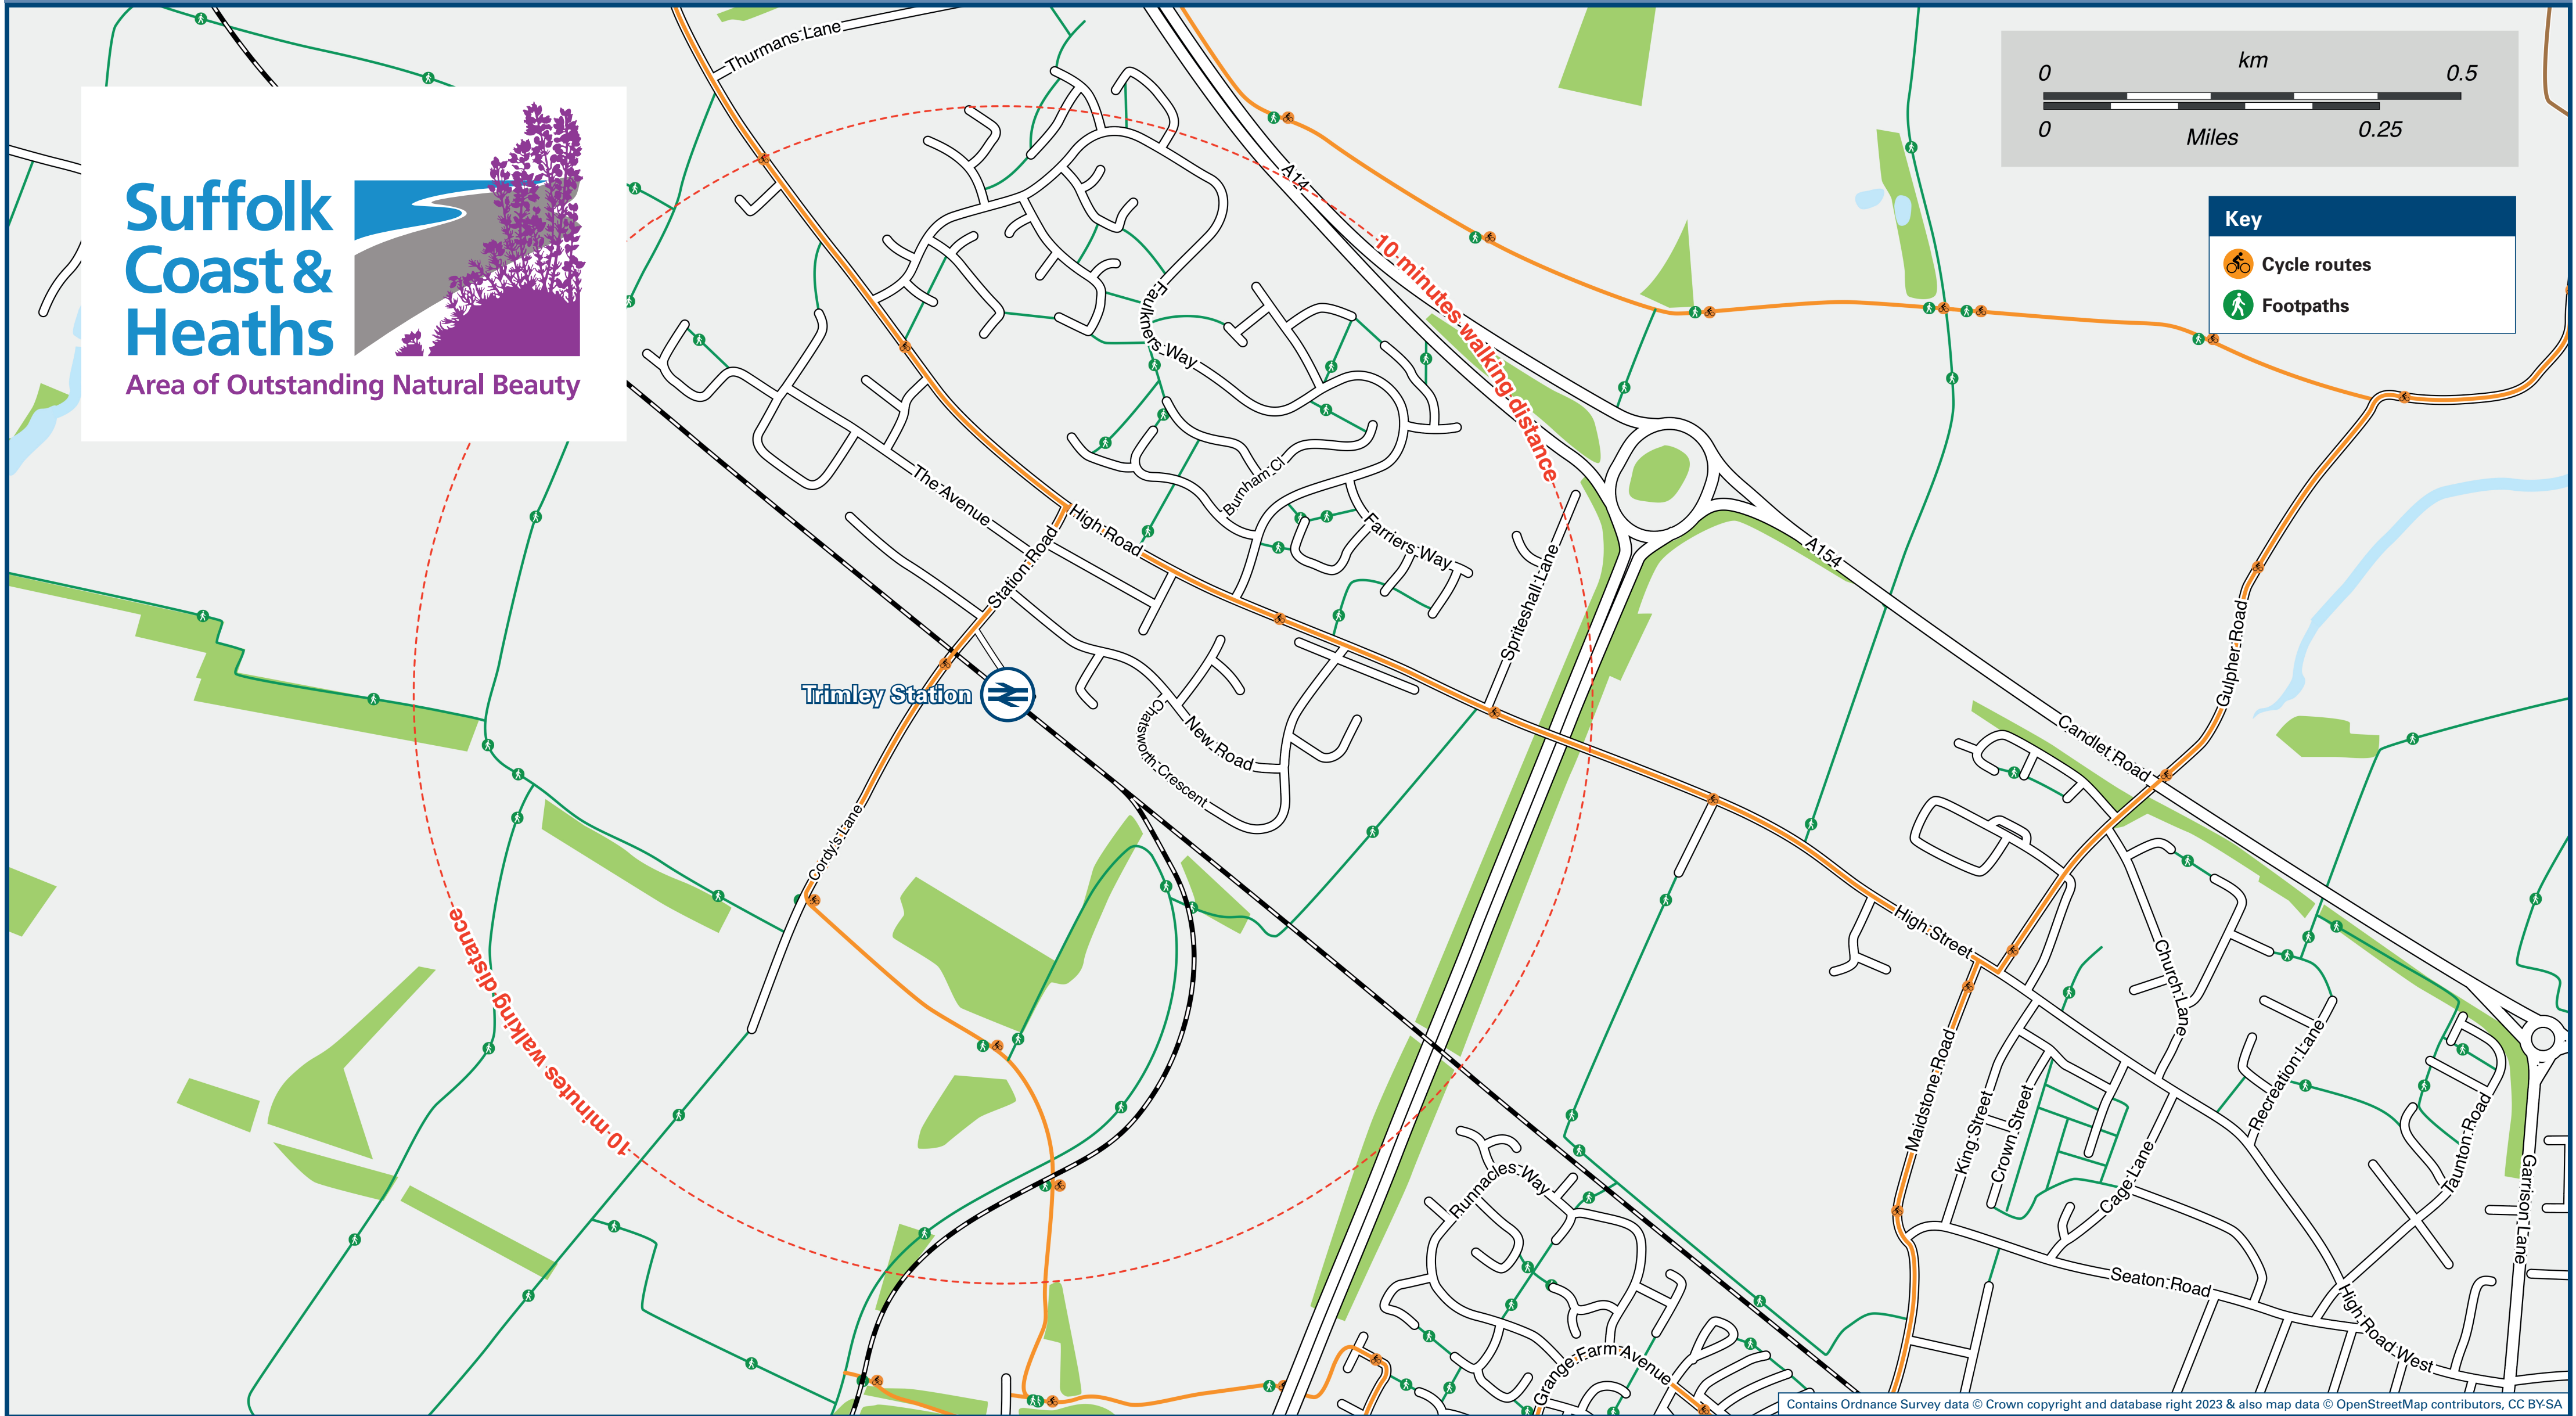 Thurmans Lane
km
0
0.5
0
0.25
Miles
A14
Suffolk
Coast &
Heaths
Area of Outstanding Natural Beauty
Key
Cycle routes
Footpaths
10 minutes walking distance
Faulkners Way
Burnham Cl
The Avenue
High Road
Station Road
Farriers Way
Spriteshall Lane
A154
Gulpher Road
Trimley Station
Chatsworth Crescent
New Road
Candlet Road
Cordy's Lane
High Street
Church Lane
10 minutes walking distance
Maidstone Road
King Street
Crown Street
Cage Lane
Recreation Lane
Taunton Road
Garrison Lane
Runnacles Way
Seaton Road
High Road West
Grange Farm Avenue
Contains Ordnance Survey data © Crown copyright and database right 2023 & also map data © OpenStreetMap contributors, CC BY-SA